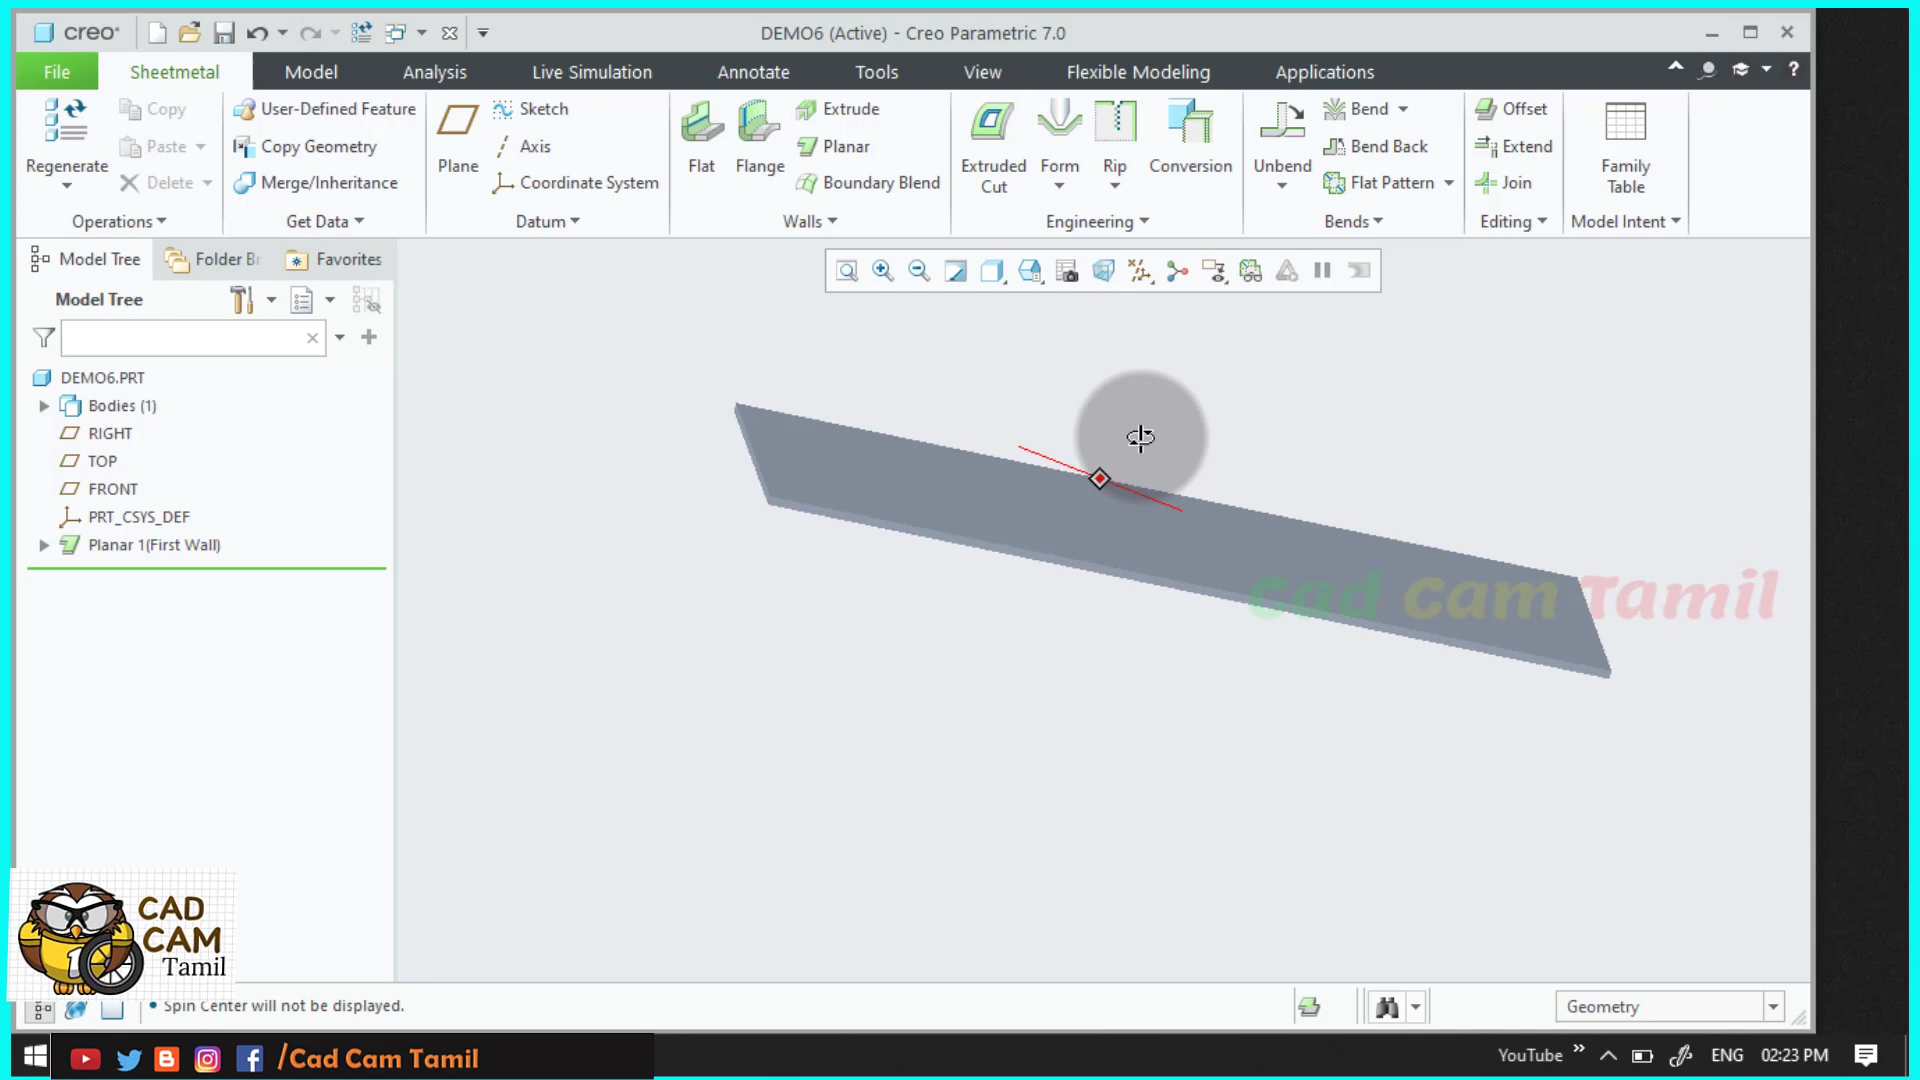 creo
DEMO6 (Active) - Creo Parametric 7.0
File
Sheetmetal
Model
Analysis
Live Simulation
Annotate
Tools
View
Flexible Modeling
Applications
?
Regenerate
Copy
Paste
Delete
Operations
User-Defined Feature
Copy Geometry
Merge/Inheritance
Get Data
Plane
Sketch
Axis
Coordinate System
Datum
Flat
Flange
Extrude
Planar
Boundary Blend
Walls
Extruded
Cut
Form
Rip
Conversion
Engineering
Unbend
Bend
Bend Back
Flat Pattern
Bends
Offset
Extend
Join
Editing
Family
Table
Model Intent
Model Tree
Folder Br
Favorites
Model Tree
DEMO6.PRT
Bodies (1)
RIGHT
TOP
FRONT
PRT_CSYS_DEF
Planar 1(First Wall)
Cad Cam Tamil
CAD
CAM
Tamil
• Spin Center will not be displayed.
Geometry
/Cad Cam Tamil
YouTube
ENG
02:23 PM